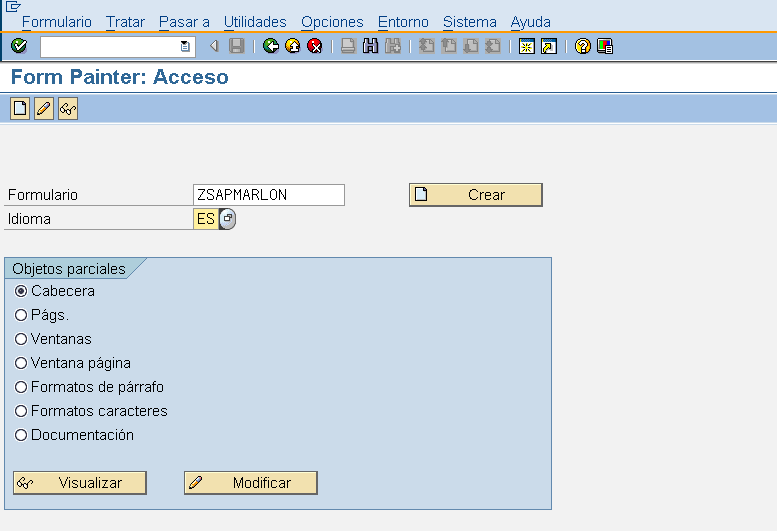 Formulario Tratar Pasar a Utilidades Opciones Entorno Sistema Ayuda
Form Painter: Acceso
Formulario ZSAPMARLON Crear
Idioma ES
Objetos parciales
Cabecera
Págs.
Ventanas
Ventana página
Formatos de párrafo
Formatos caracteres
Documentación
Visualizar Modificar